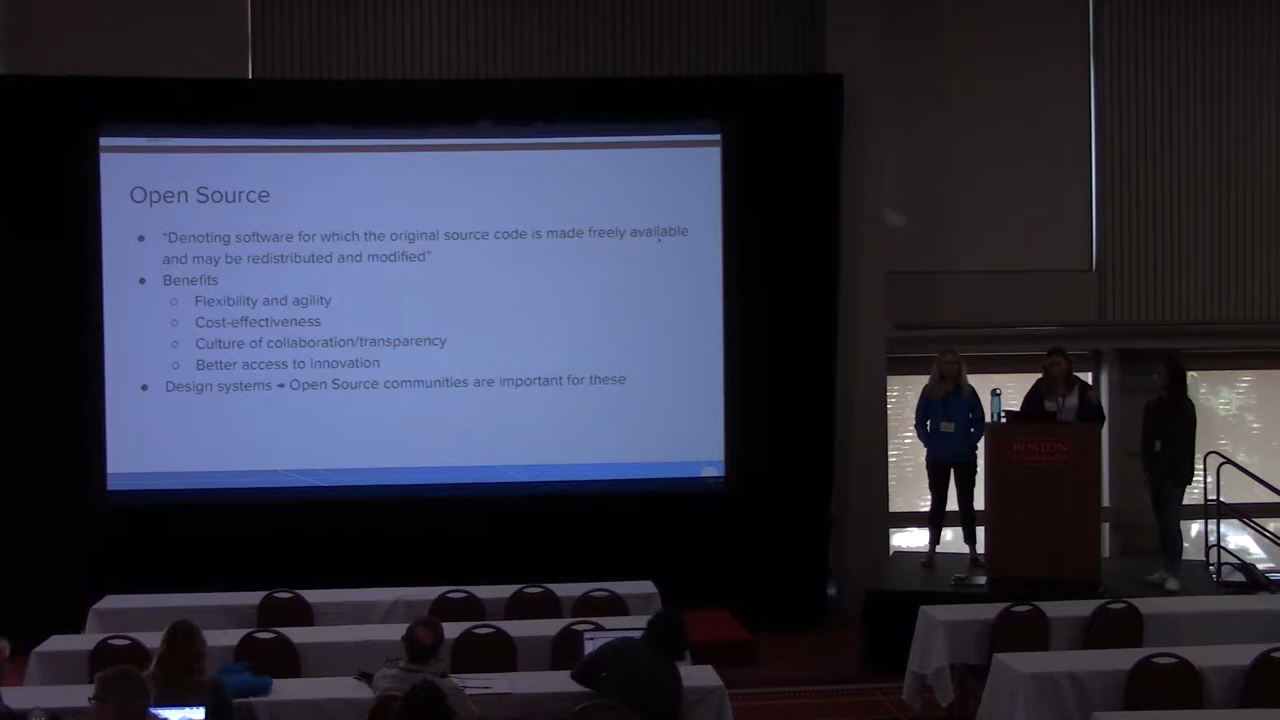 Open Source
● “Denoting software for which the original source code is made freely available
and may be redistributed and modified”
● Benefits
○ Flexibility and agility
○ Cost-effectiveness
○ Culture of collaboration/transparency
○ Better access to innovation
● Design systems → Open Source communities are important for these
BOSTON
UNIVERSITY